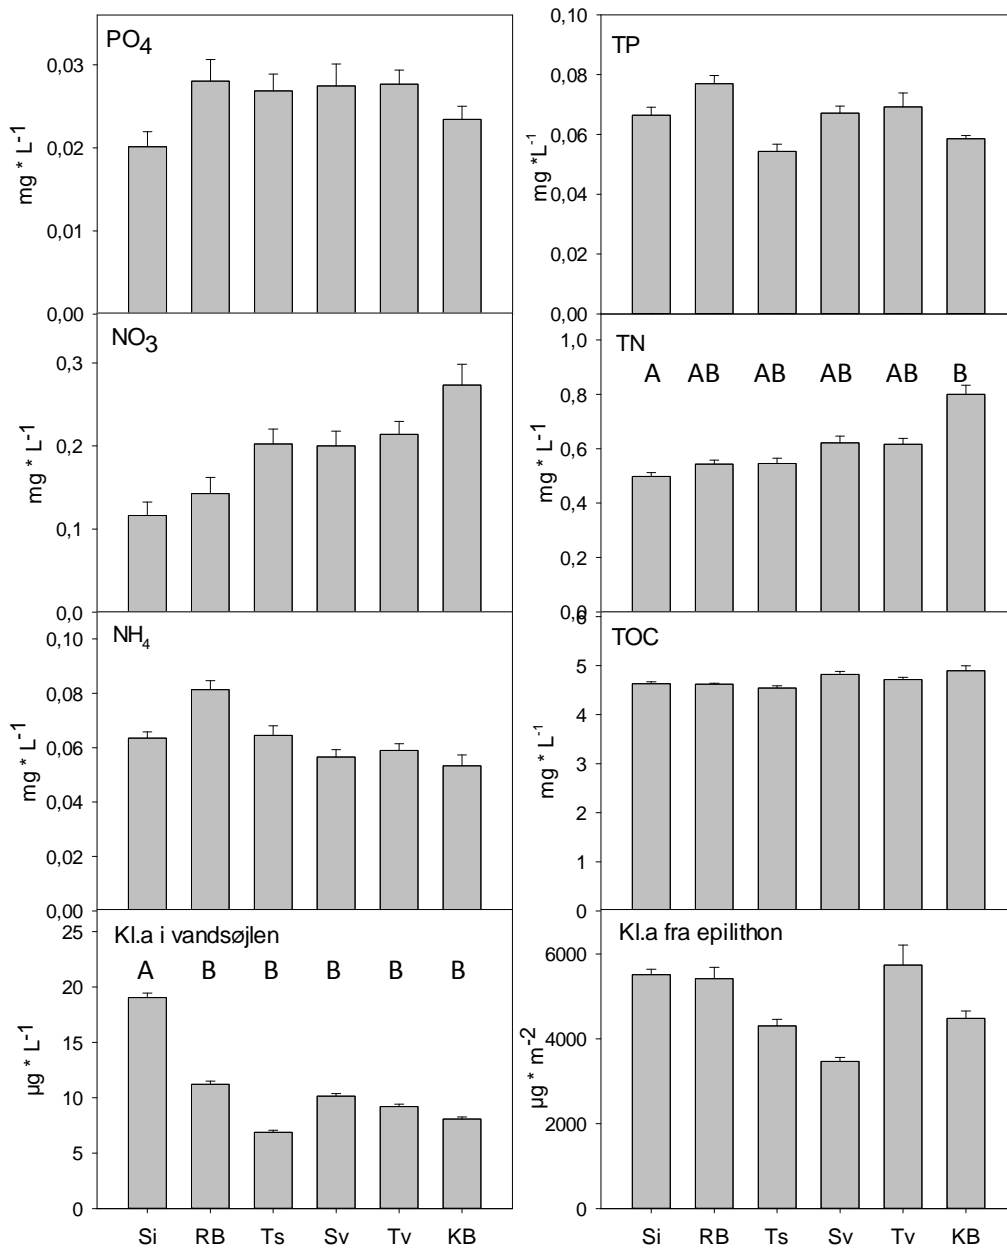 PO4
0,03
0,02
0,01
0,00
mg * L-1
TP
0,10
0,08
0,06
0,04
0,02
0,00
mg *L-1
NO3
0,3
0,2
0,1
0,0
mg * L-1
TN
A AB AB AB AB B
1,0
0,8
0,6
0,4
0,2
0,0
mg * L-1
NH4
0,10
0,08
0,06
0,04
0,02
0,00
mg * L-1
TOC
6
5
4
3
2
1
0
mg * L-1
Kl.a i vandsøjlen
A B B B B B
25
20
15
10
5
0
µg * L-1
Si RB Ts Sv Tv KB
Kl.a fra epilithon
6000
4000
2000
0
µg * m-2
Si RB Ts Sv Tv KB